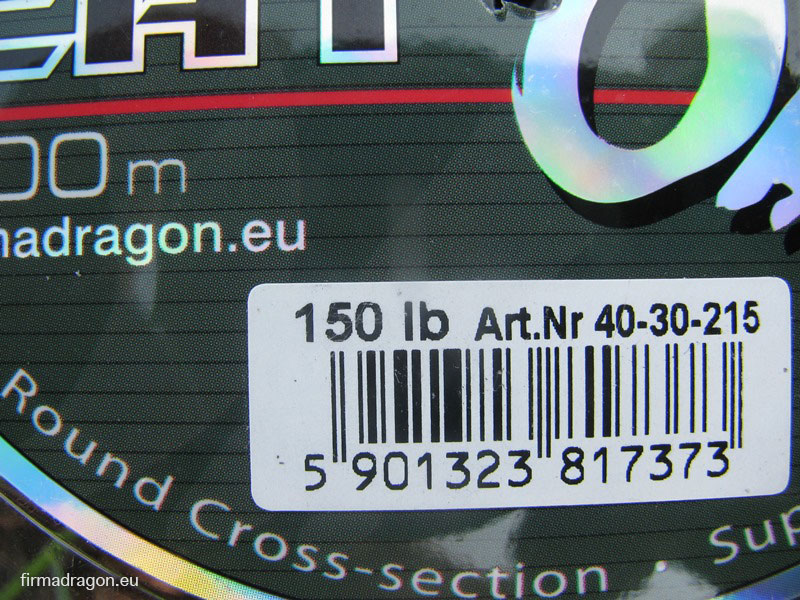 00 m
madragon.eu
150 lb Art.Nr 40-30-215
5 901323 817373
Round Cross-section ·
firmadragon.eu